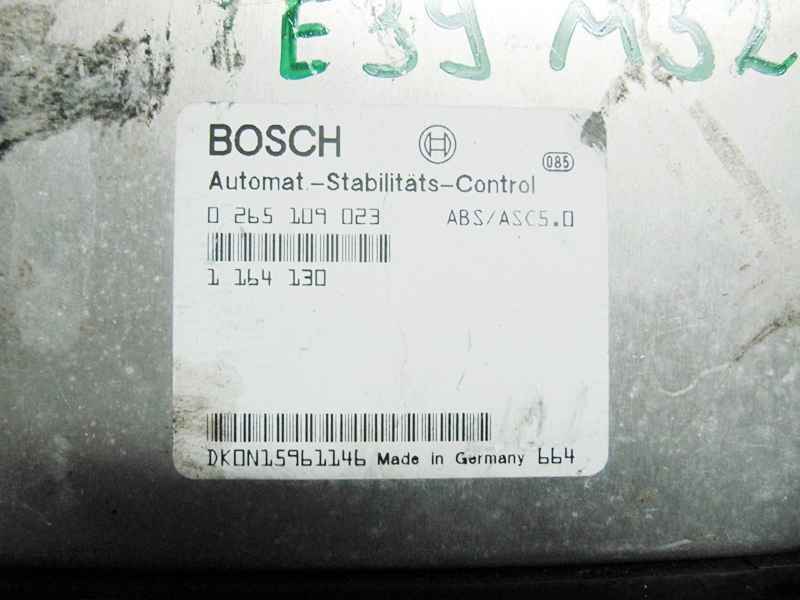 E39 M52
BOSCH
085
Automat.-Stabilitäts-Control
0 265 109 023 ABS/ASC5.0
1 164 130
DK0N15961146 Made in Germany 664